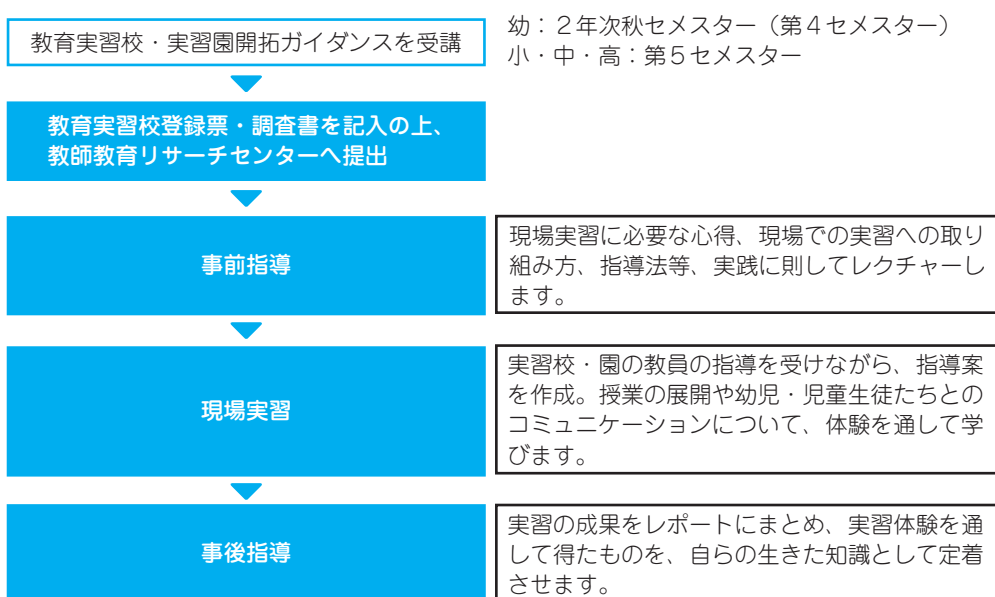 教育実習校・実習園開拓ガイダンスを受講
幼：２年次秋セメスター（第４セメスター）
小・中・高：第５セメスター
教育実習校登録票・調査書を記入の上、
教師教育リサーチセンターへ提出
事前指導
現場実習に必要な心得、現場での実習への取り
組み方、指導法等、実践に則してレクチャーし
ます。
現場実習
実習校・園の教員の指導を受けながら、指導案
を作成。授業の展開や幼児・児童生徒たちとの
コミュニケーションについて、体験を通して学
びます。
事後指導
実習の成果をレポートにまとめ、実習体験を通
して得たものを、自らの生きた知識として定着
させます。